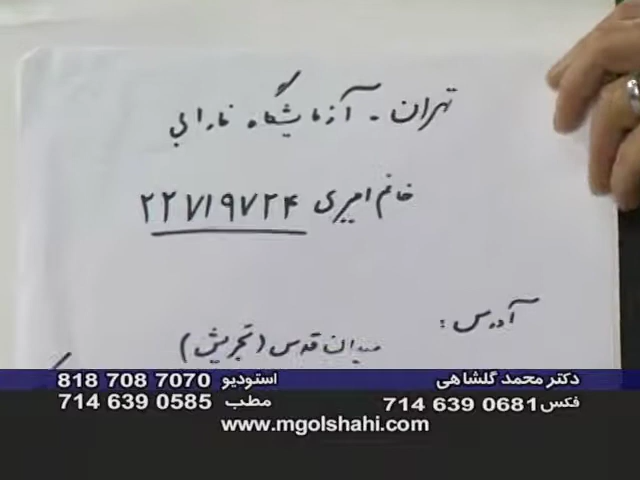 تهران - آزمایشگاه فارابی
خانم امیری ۲۲۷۱۹۷۲۴
آدرس:
میدان قدس (تجریش)
دکتر محمد گلشاهی استودیو 818 708 7070
فکس 714 639 0681 مطب 714 639 0585
www.mgolshahi.com